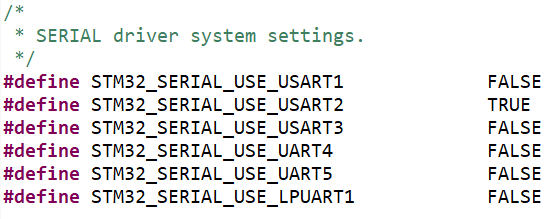 /*
 * SERIAL driver system settings.
 */
#define STM32_SERIAL_USE_USART1             FALSE
#define STM32_SERIAL_USE_USART2             TRUE
#define STM32_SERIAL_USE_USART3             FALSE
#define STM32_SERIAL_USE_UART4              FALSE
#define STM32_SERIAL_USE_UART5              FALSE
#define STM32_SERIAL_USE_LPUART1            FALSE